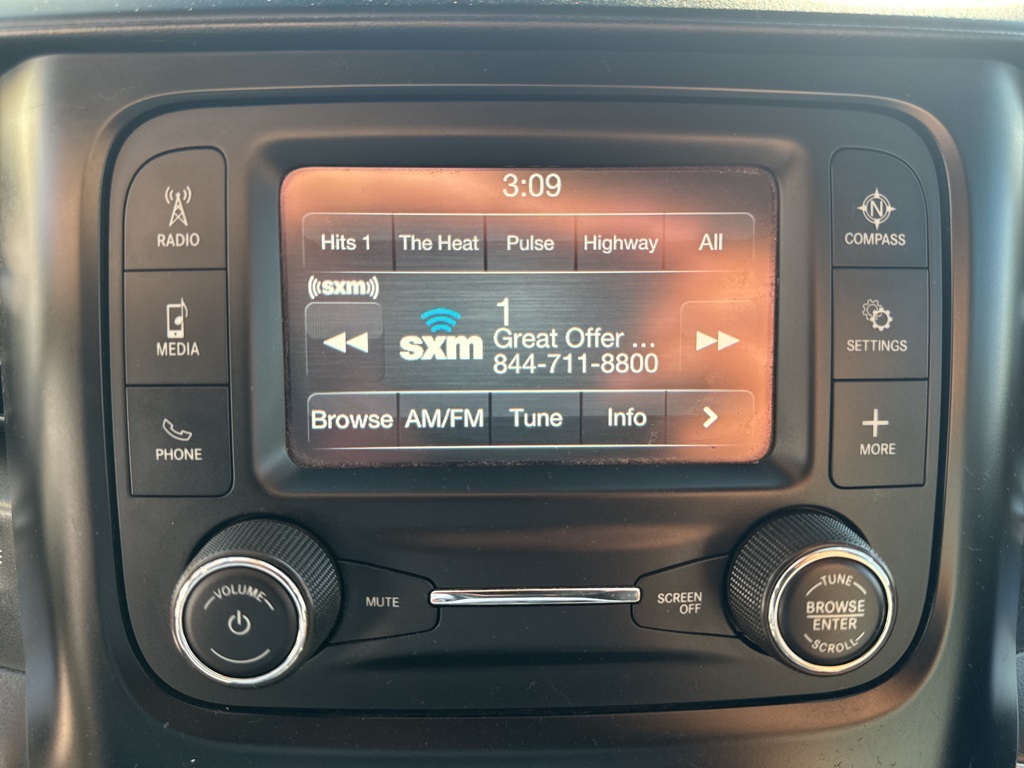 3:09
Hits 1 The Heat Pulse Highway All
((sxm))
1
sxm Great Offer ...
844-711-8800
Browse AM/FM Tune Info >
RADIO
MEDIA
PHONE
N
COMPASS
SETTINGS
+
MORE
VOLUME
MUTE
SCREEN
OFF
TUNE
BROWSE
ENTER
SCROLL